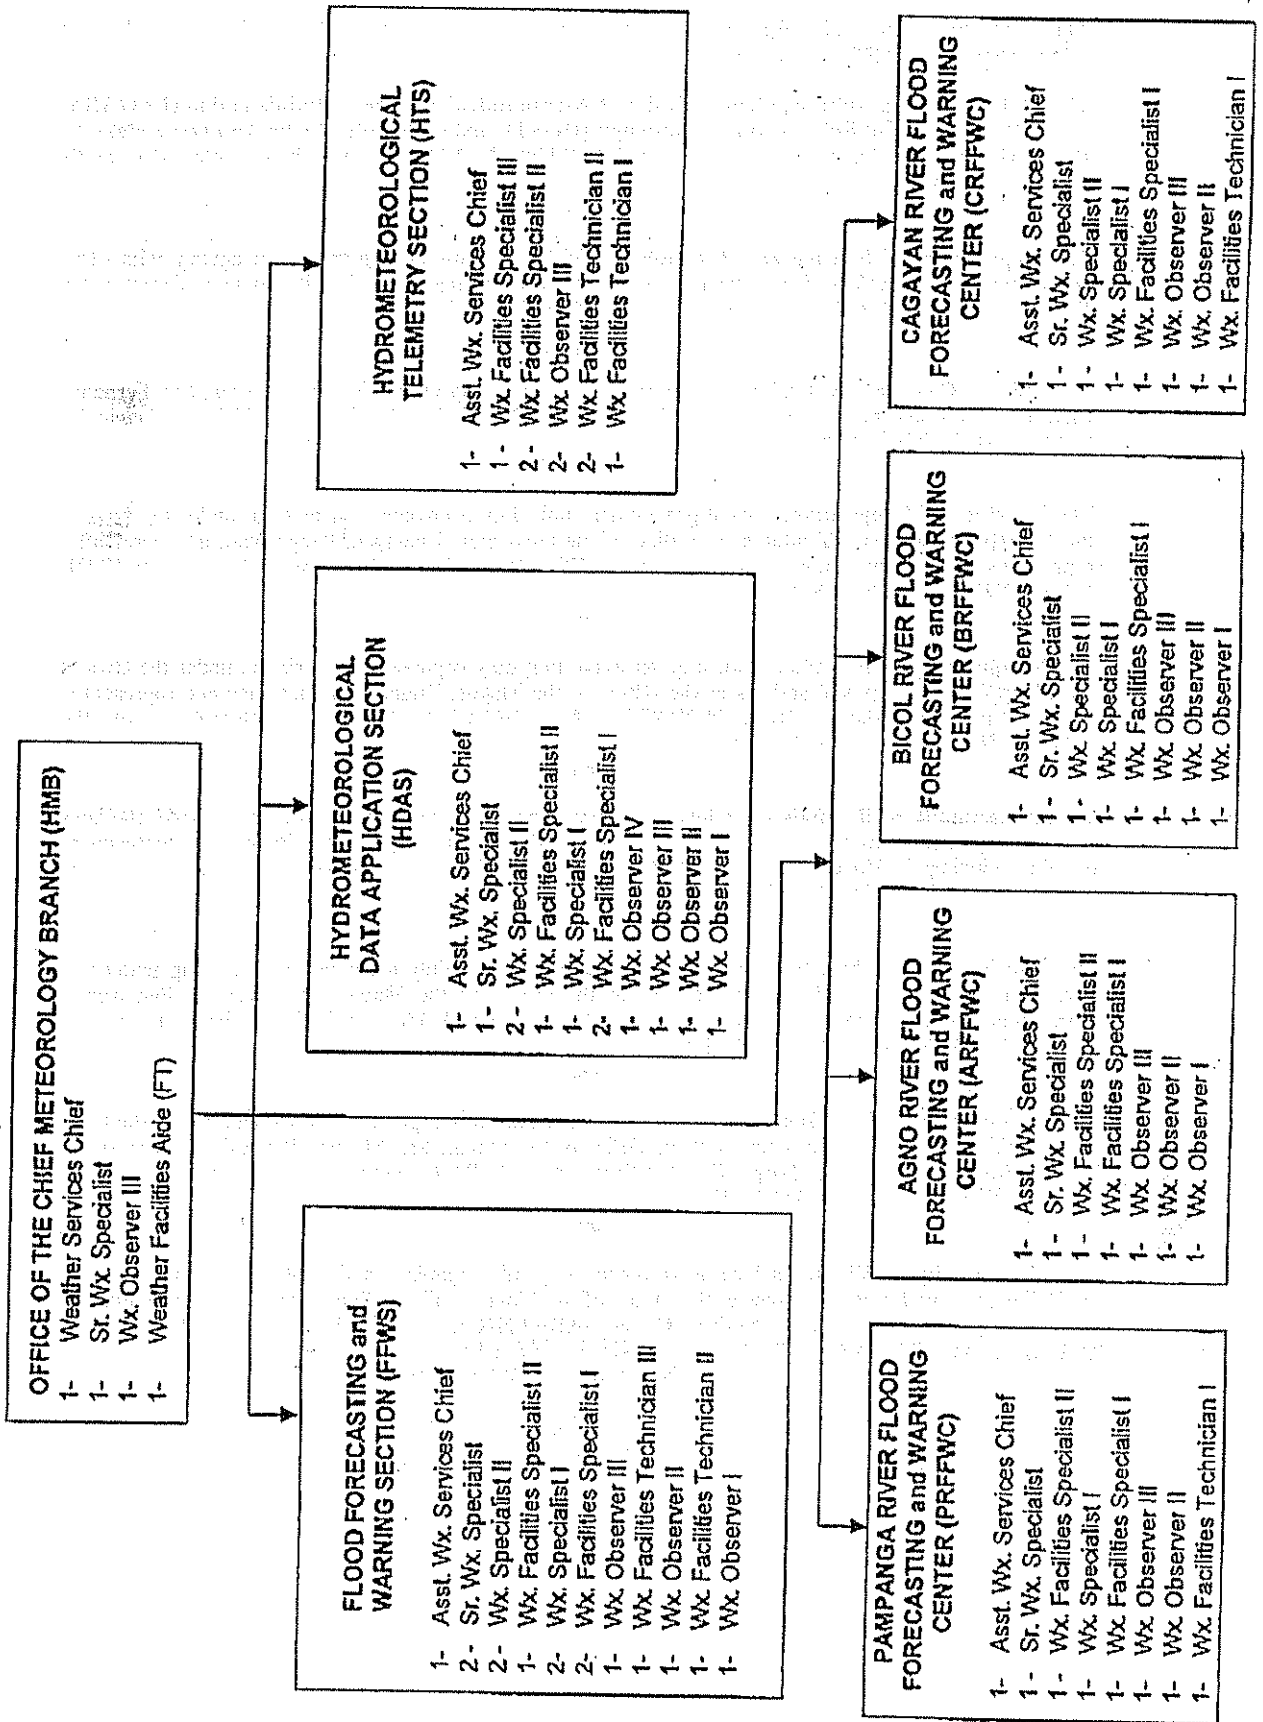 OFFICE OF THE CHIEF METEOROLOGY BRANCH (HMB)
1- Weather Services Chief
1- Sr. Wx. Specialist
1- Wx. Observer III
1- Weather Facilities Aide (FT)
FLOOD FORECASTING and
WARNING SECTION (FFWS)
1- Asst. Wx. Services Chief
2- Sr. Wx. Specialist
2- Wx. Specialist II
1- Wx. Facilities Specialist II
2- Wx. Specialist I
2- Wx. Facilities Specialist I
1- Wx. Observer III
1- Wx. Facilities Technician III
1- Wx. Observer II
1- Wx. Facilities Technician II
1- Wx. Observer I
HYDROMETEOROLOGICAL
DATA APPLICATION SECTION
(HDAS)
1- Asst. Wx. Services Chief
1- Sr. Wx. Specialist
2- Wx. Specialist II
1- Wx. Facilities Specialist II
1- Wx. Specialist I
2- Wx. Facilities Specialist I
1- Wx. Observer IV
1- Wx. Observer III
1- Wx. Observer II
1- Wx. Observer I
HYDROMETEOROLOGICAL
TELEMETRY SECTION (HTS)
1- Asst. Wx. Services Chief
1- Wx. Facilities Specialist III
2- Wx. Facilities Specialist II
2- Wx. Observer III
2- Wx. Facilities Technician II
1- Wx. Facilities Technician I
PAMPANGA RIVER FLOOD
FORECASTING and WARNING
CENTER (PRFFWC)
1- Asst. Wx. Services Chief
1- Sr. Wx. Specialist
1- Wx. Facilities Specialist II
1- Wx. Specialist I
1- Wx. Facilities Specialist I
1- Wx. Observer III
1- Wx. Observer II
1- Wx. Facilities Technician I
AGNO RIVER FLOOD
FORECASTING and WARNING
CENTER (ARFFWC)
1- Asst. Wx. Services Chief
1- Sr. Wx. Specialist
1- Wx. Facilities Specialist II
1- Wx. Facilities Specialist I
1- Wx. Observer III
1- Wx. Observer II
1- Wx. Observer I
BICOL RIVER FLOOD
FORECASTING and WARNING
CENTER (BRFFWC)
1- Asst. Wx. Services Chief
1- Sr. Wx. Specialist
1- Wx. Specialist II
1- Wx. Specialist I
1- Wx. Facilities Specialist I
1- Wx. Observer III
1- Wx. Observer II
1- Wx. Observer I
CAGAYAN RIVER FLOOD
FORECASTING and WARNING
CENTER (CRFFWC)
1- Asst. Wx. Services Chief
1- Sr. Wx. Specialist
1- Wx. Specialist II
1- Wx. Specialist I
1- Wx. Facilities Specialist I
1- Wx. Observer III
1- Wx. Observer II
1- Wx. Facilities Technician I